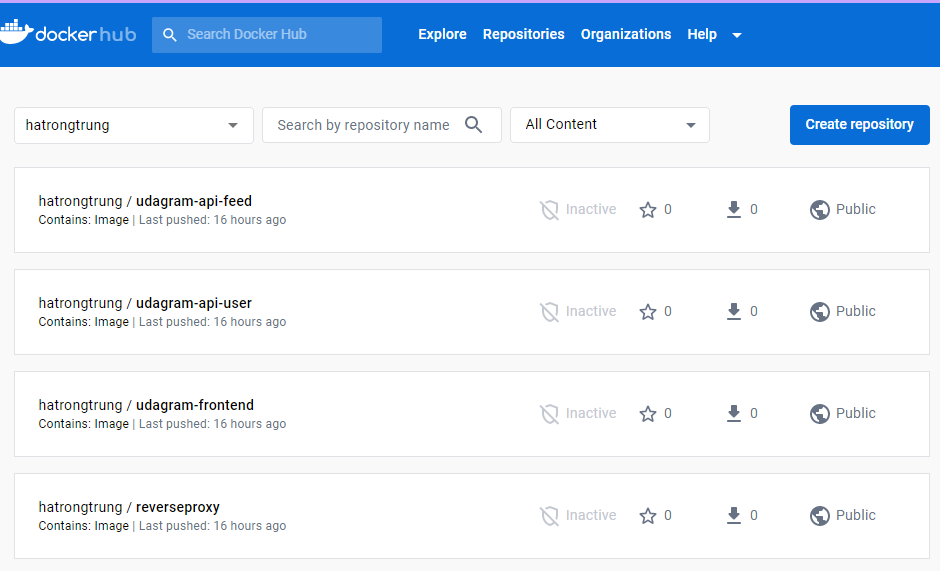 docker hub
Search Docker Hub
Explore Repositories Organizations Help
hatrongtrung
Search by repository name
All Content
Create repository
hatrongtrung / udagram-api-feed
Contains: Image | Last pushed: 16 hours ago
Inactive 0 0 Public
hatrongtrung / udagram-api-user
Contains: Image | Last pushed: 16 hours ago
Inactive 0 0 Public
hatrongtrung / udagram-frontend
Contains: Image | Last pushed: 16 hours ago
Inactive 0 0 Public
hatrongtrung / reverseproxy
Contains: Image | Last pushed: 16 hours ago
Inactive 0 0 Public